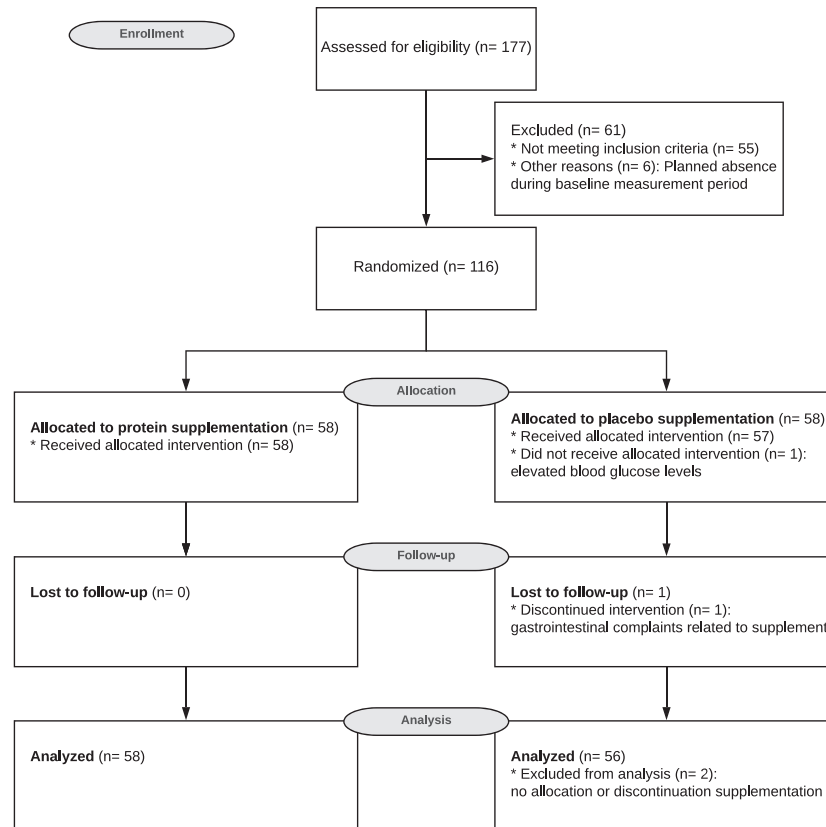 Enrollment
Assessed for eligibility (n= 177)
Excluded (n= 61)
* Not meeting inclusion criteria (n= 55)
* Other reasons (n= 6): Planned absence
during baseline measurement period
Randomized (n= 116)
Allocation
Allocated to protein supplementation (n= 58)
* Received allocated intervention (n= 58)
Allocated to placebo supplementation (n= 58)
* Received allocated intervention (n= 57)
* Did not receive allocated intervention (n= 1):
elevated blood glucose levels
Follow-up
Lost to follow-up (n= 0)
Lost to follow-up (n= 1)
* Discontinued intervention (n= 1):
gastrointestinal complaints related to supplement
Analysis
Analyzed (n= 58)
Analyzed (n= 56)
* Excluded from analysis (n= 2):
no allocation or discontinuation supplementation